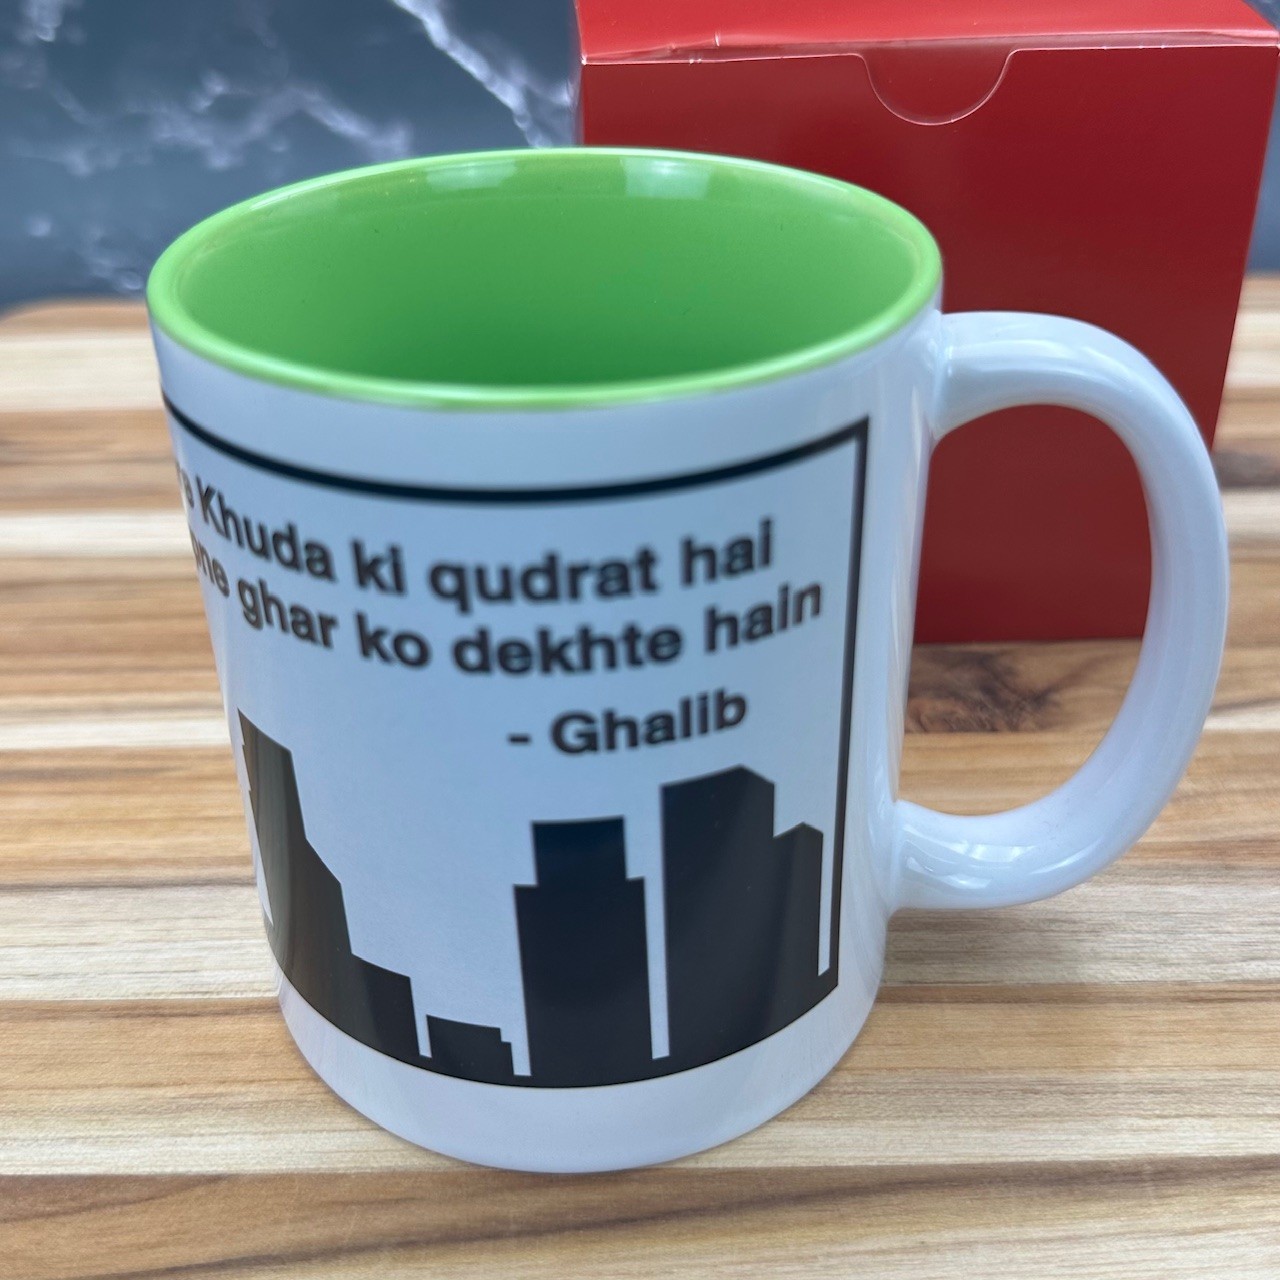 Khuda ki qudrat hai
ghar ko dekhte hain
- Ghalib